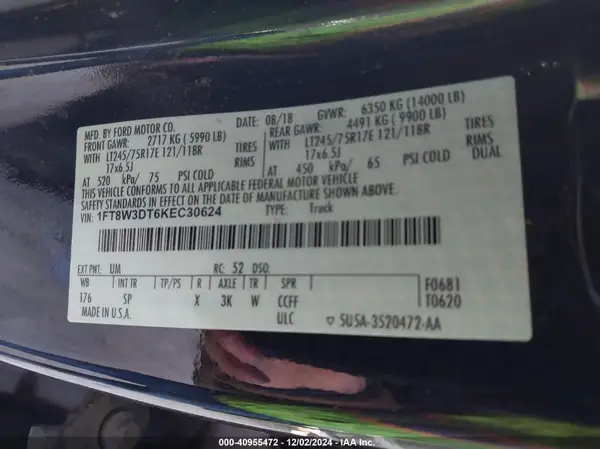 MFD. BY FORD MOTOR CO. 08/18 GVWR: 6350 KG (14000 LB)
FRONT GAWR: 2717 KG (5990 LB) REAR GAWR: 4491 KG (9900 LB)
WITH LT245/75R17E 121/118R TIRES WITH LT245/75R17E 121/118R TIRES
17x6.5J RIMS 17x6.5J RIMS
AT 520 kPa/ 75 PSI COLD AT 450 kPa/ 65 PSI COLD DUAL
THIS VEHICLE CONFORMS TO ALL APPLICABLE FEDERAL MOTOR VEHICLE
SAFETY STANDARDS IN EFFECT ON THE DATE OF MANUFACTURE SHOWN ABOVE.
VIN: 1FT8W3DT6KEC30624 TYPE: Truck
EXT PNT: UM RC: 52 DSO:
WB INT TR TP/PS R AXLE TR SPR F0681
176 SP X 3K W CCFF T0620
MADE IN U.S.A. ULC ▽ 5U5A-3520472-AA
-000-40955472 - 12/02/2024 - IAA Inc.